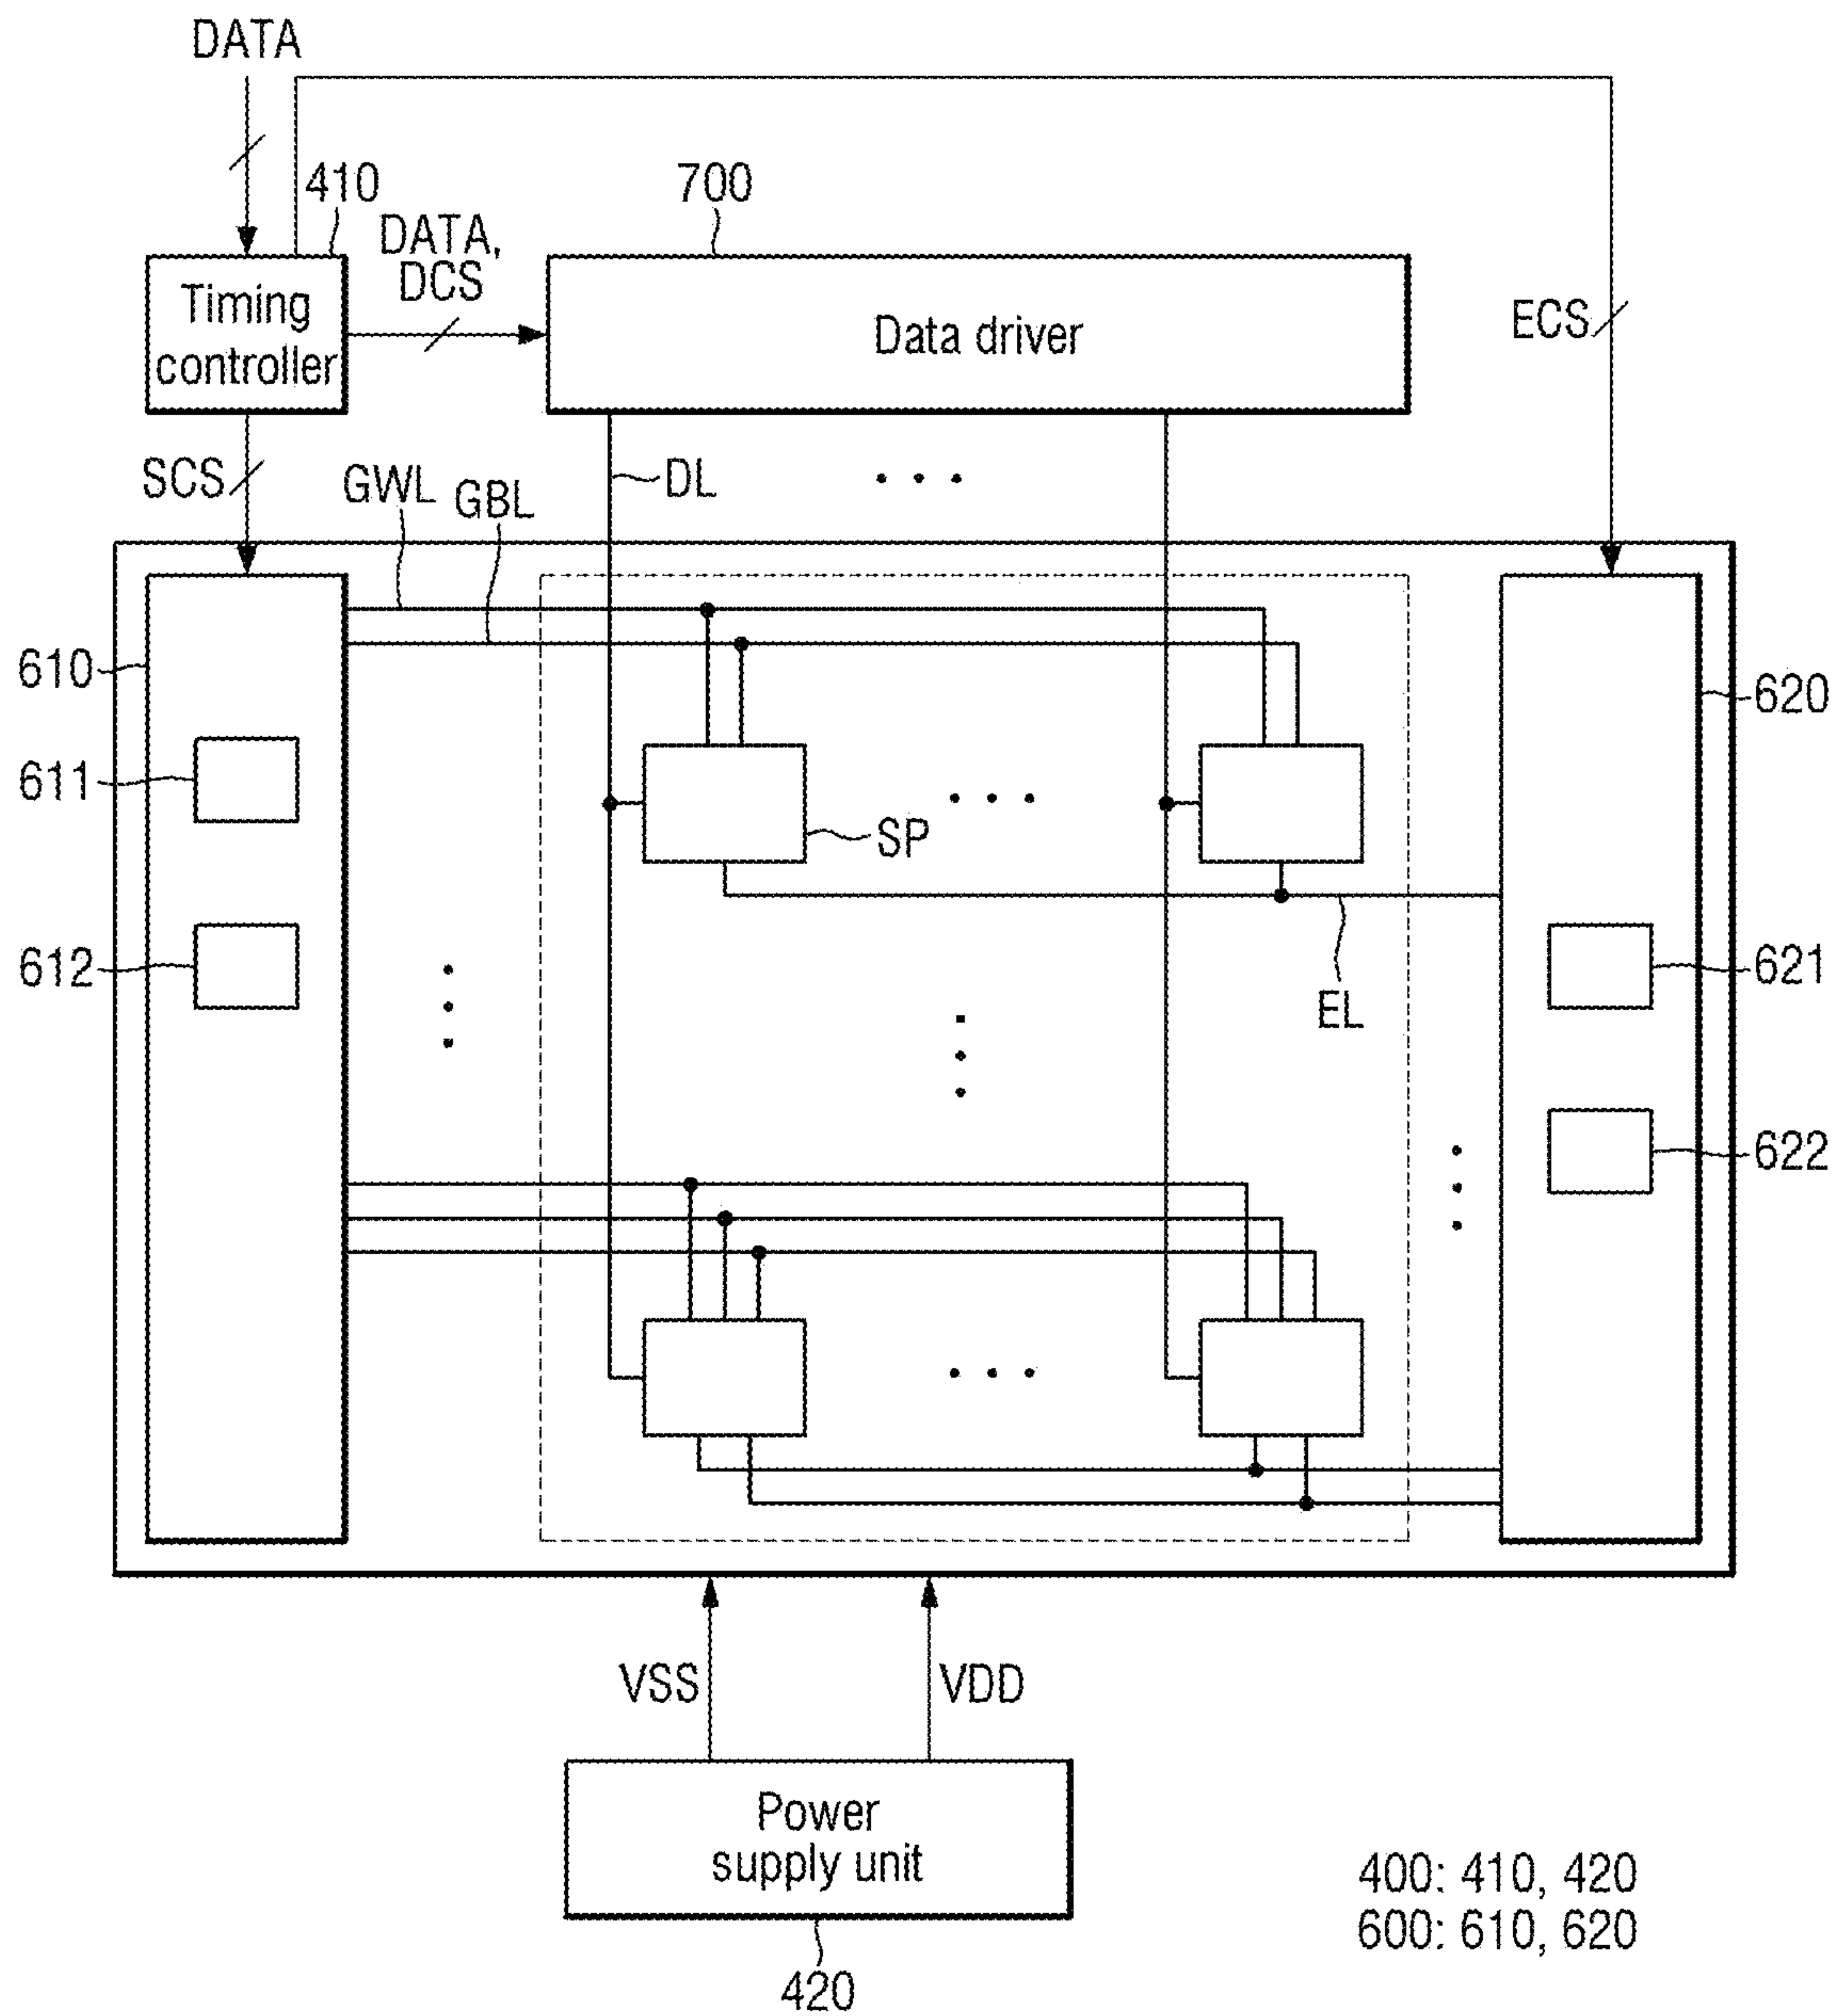 DATA
410
700
DATA,
DCS
Timing
controller
Data driver
ECS
SCS
GWL
GBL
DL
610
620
611
SP
612
621
EL
622
VSS
VDD
Power
supply unit
420
400: 410, 420
600: 610, 620